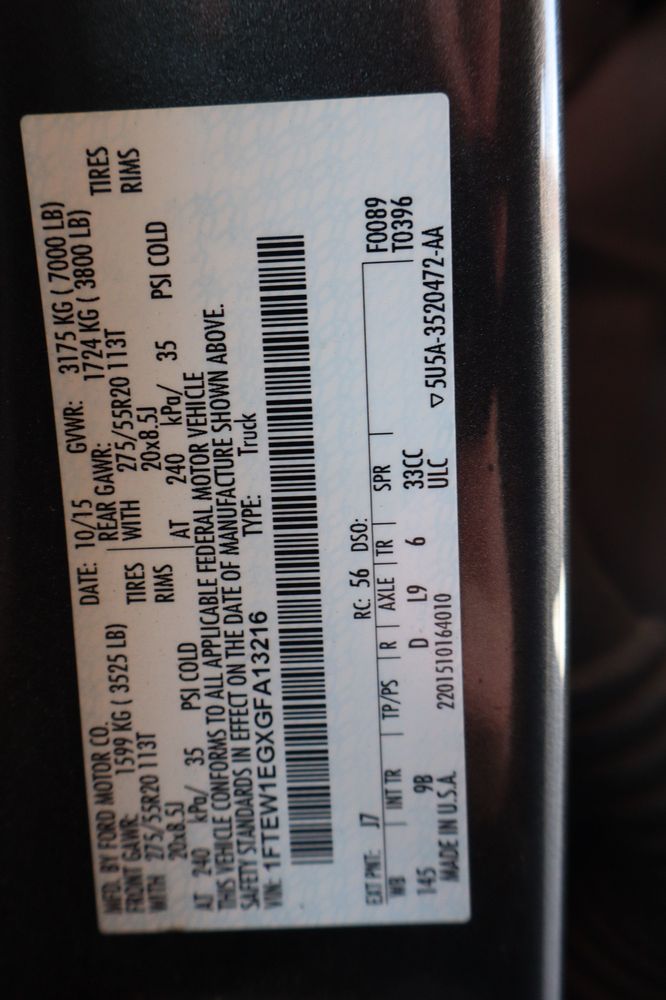 MFD. BY FORD MOTOR CO. DATE: 10/15 GVWR: 3175 KG ( 7000 LB)
FRONT GAWR: 1599 KG ( 3525 LB) REAR GAWR: 1724 KG ( 3800 LB)
WITH 275/55R20 113T TIRES WITH 275/55R20 113T TIRES
20x8.5J RIMS 20x8.5J RIMS
AT 240 kPa/ 35 PSI COLD AT 240 kPa/ 35 PSI COLD
THIS VEHICLE CONFORMS TO ALL APPLICABLE FEDERAL MOTOR VEHICLE
SAFETY STANDARDS IN EFFECT ON THE DATE OF MANUFACTURE SHOWN ABOVE.
VIN: 1FTEW1EGXGFA13216 TYPE: Truck
EXT PNT: J7 RC: 56 DSO: F0089
WB | INT TR | TP/PS | R | AXLE | TR | SPR T0396
145 9B D L9 6 33CC
MADE IN U.S.A. 2201510164010 ULC ▽5U5A-3520472-AA